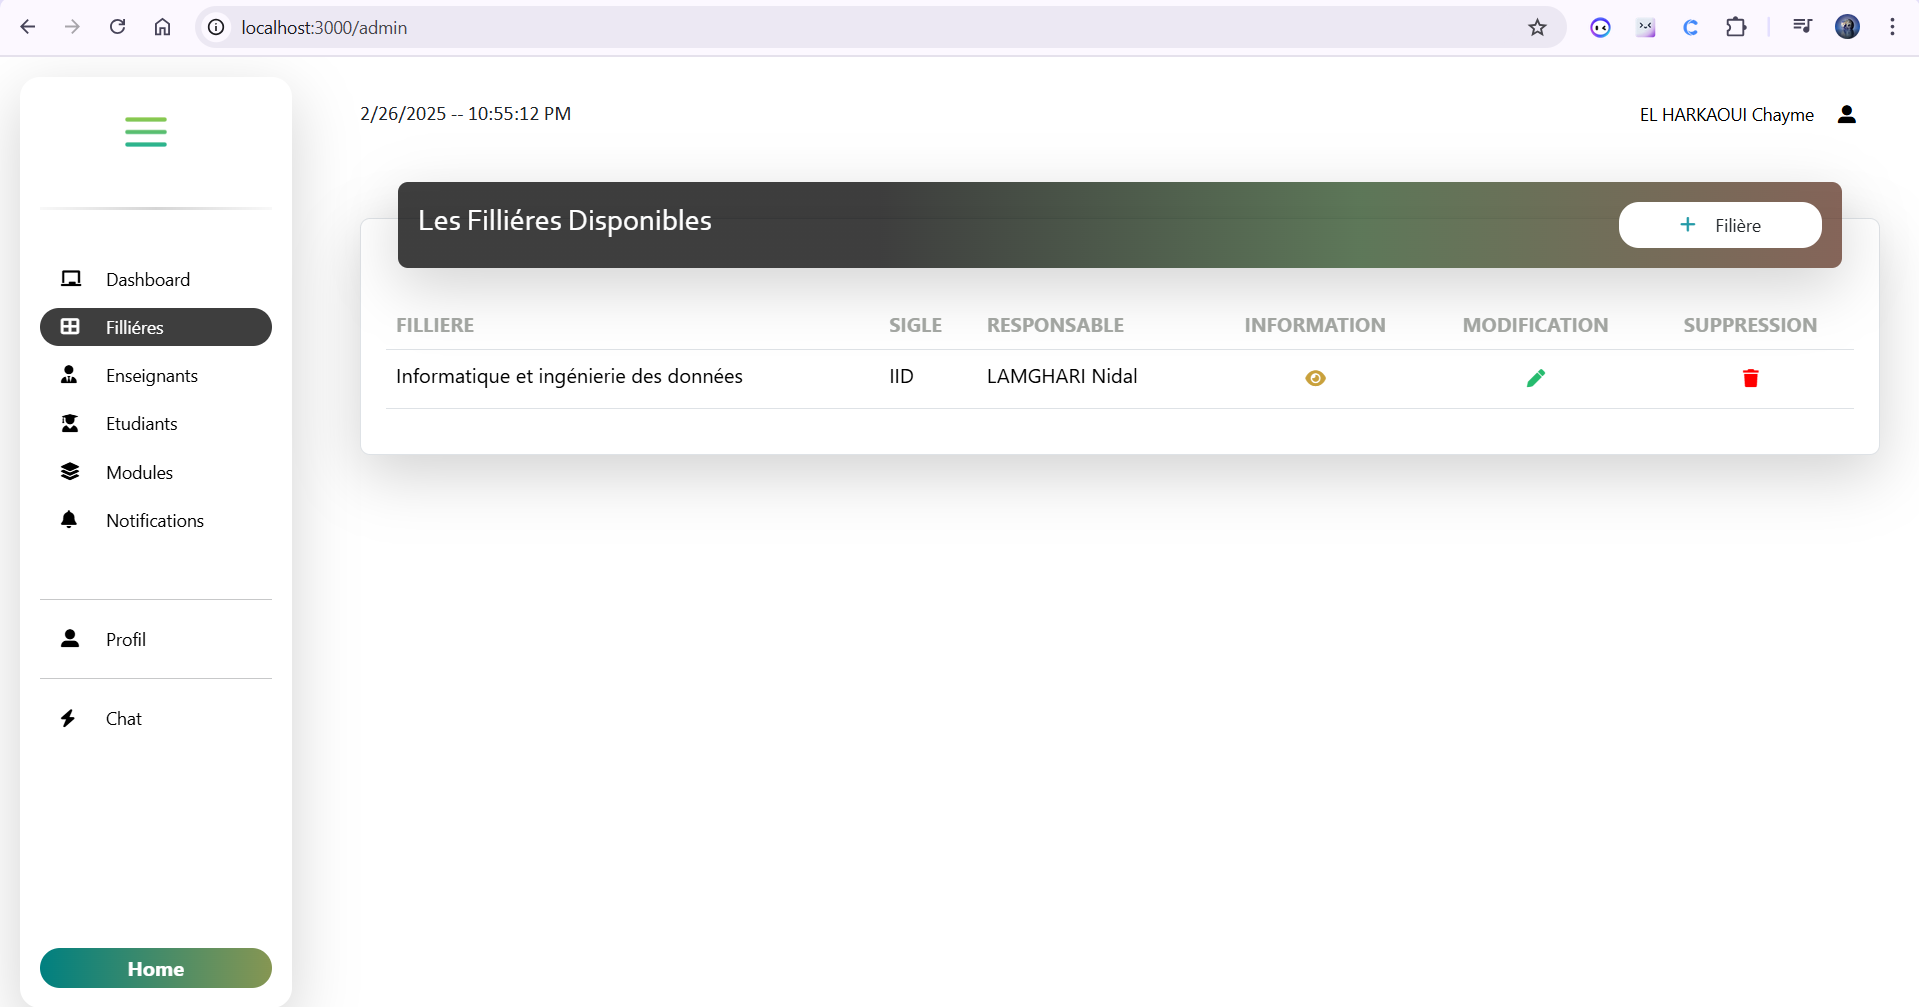 localhost:3000/admin
2/26/2025 -- 10:55:12 PM
EL HARKAOUI Chayme
Dashboard
Filliéres
Enseignants
Etudiants
Modules
Notifications
Profil
Chat
Home
Les Filliéres Disponibles
+ Filière
FILLIERE SIGLE RESPONSABLE INFORMATION MODIFICATION SUPPRESSION
Informatique et ingénierie des données IID LAMGHARI Nidal